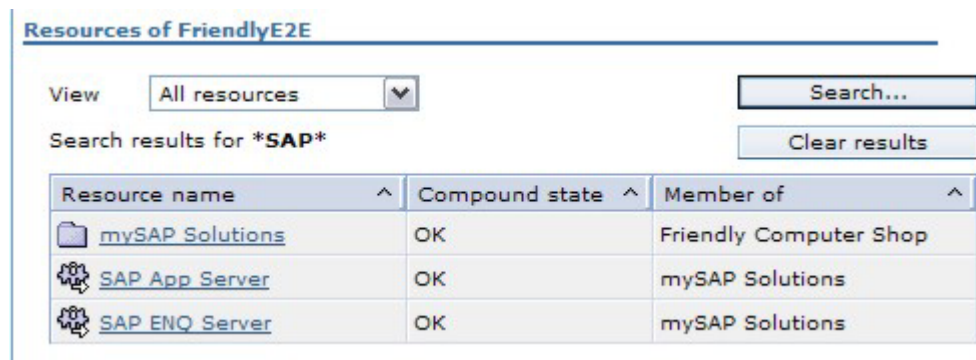 Resources of FriendlyE2E
View All resources Search...
Search results for *SAP* Clear results
Resource name Compound state Member of
mySAP Solutions OK Friendly Computer Shop
SAP App Server OK mySAP Solutions
SAP ENQ Server OK mySAP Solutions